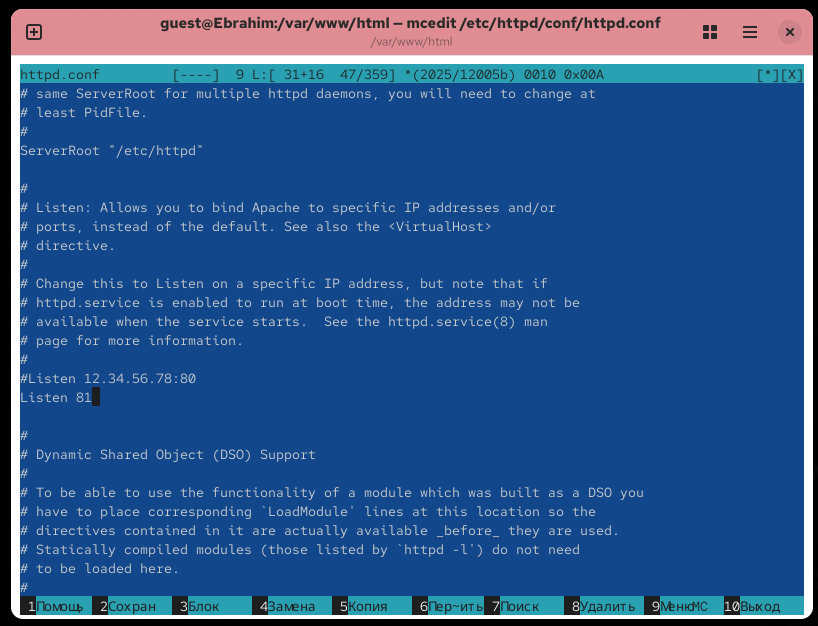 guest@Ebrahim:/var/www/html — mcedit /etc/httpd/conf/httpd.conf
/var/www/html
httpd.conf         [----]  9 L:[ 31+16  47/359] *(2025/12005b) 0010 0x00A                   [*][X]
# same ServerRoot for multiple httpd daemons, you will need to change at
# least PidFile.
#
ServerRoot "/etc/httpd"
#
# Listen: Allows you to bind Apache to specific IP addresses and/or
# ports, instead of the default. See also the <VirtualHost>
# directive.
#
# Change this to Listen on a specific IP address, but note that if
# httpd.service is enabled to run at boot time, the address may not be
# available when the service starts.  See the httpd.service(8) man
# page for more information.
#
#Listen 12.34.56.78:80
Listen 81
#
# Dynamic Shared Object (DSO) Support
#
# To be able to use the functionality of a module which was built as a DSO you
# have to place corresponding `LoadModule' lines at this location so the
# directives contained in it are actually available _before_ they are used.
# Statically compiled modules (those listed by `httpd -l') do not need
# to be loaded here.
#
1Помощь 2Сохран 3Блок 4Замена 5Копия 6Пер~ить 7Поиск 8Удалить 9МенюMC 10Выход